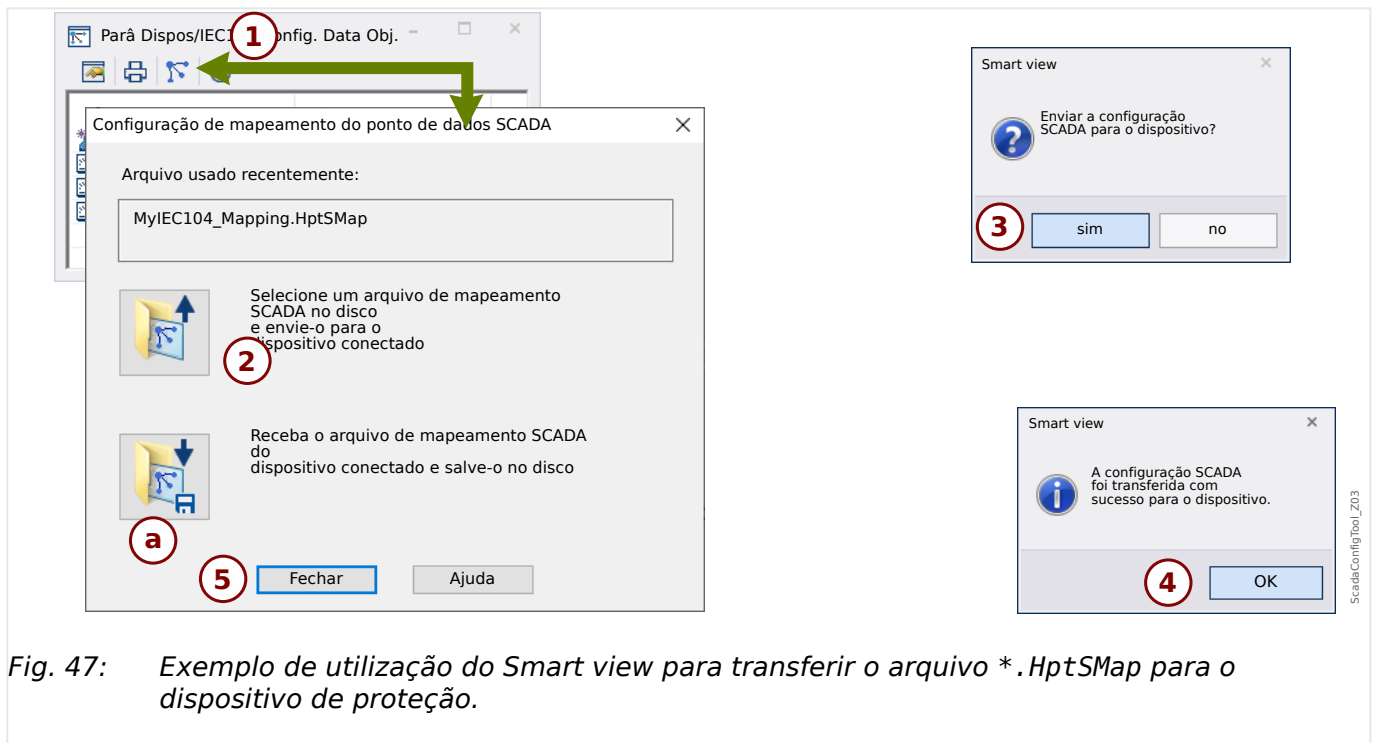 Parâ Dispos/IEC1 onfig. Data Obj.
1
Configuração de mapeamento do ponto de dados SCADA
Arquivo usado recentemente:
MyIEC104_Mapping.HptSMap
Selecione um arquivo de mapeamento
SCADA no disco
e envie-o para o
dispositivo conectado
2
Receba o arquivo de mapeamento SCADA
do
dispositivo conectado e salve-o no disco
a
5
Fechar
Ajuda
Smart view
Enviar a configuração
SCADA para o dispositivo?
3
sim
no
Smart view
A configuração SCADA
foi transferida com
sucesso para o dispositivo.
4
OK
ScadaConfigTool_Z03
Fig. 47: Exemplo de utilização do Smart view para transferir o arquivo *.HptSMap para o
dispositivo de proteção.